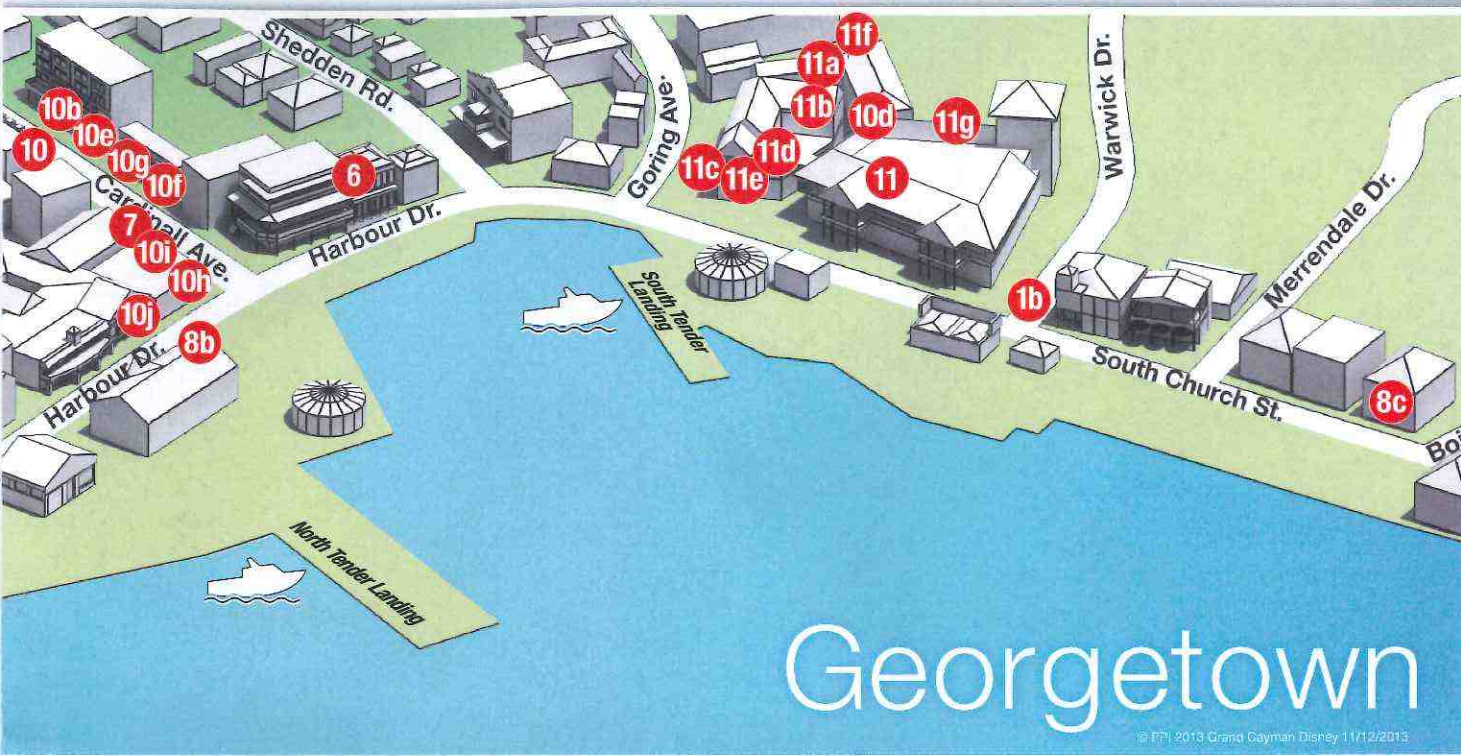 Shedden Rd.
Goring Ave.
Warwick Dr.
Merrendale Dr.
11f
11a
11b
10d
11g
11c
11d
11e
11
10b
10e
10
10g
10f
6
Cardinall Ave.
7
10i
10h
10j
Harbour Dr.
Harbour Dr.
8b
South Tender
Landing
1b
South Church St.
8c
North Tender Landing
Georgetown
© PPI 2013 Grand Cayman Disney 11/12/2013